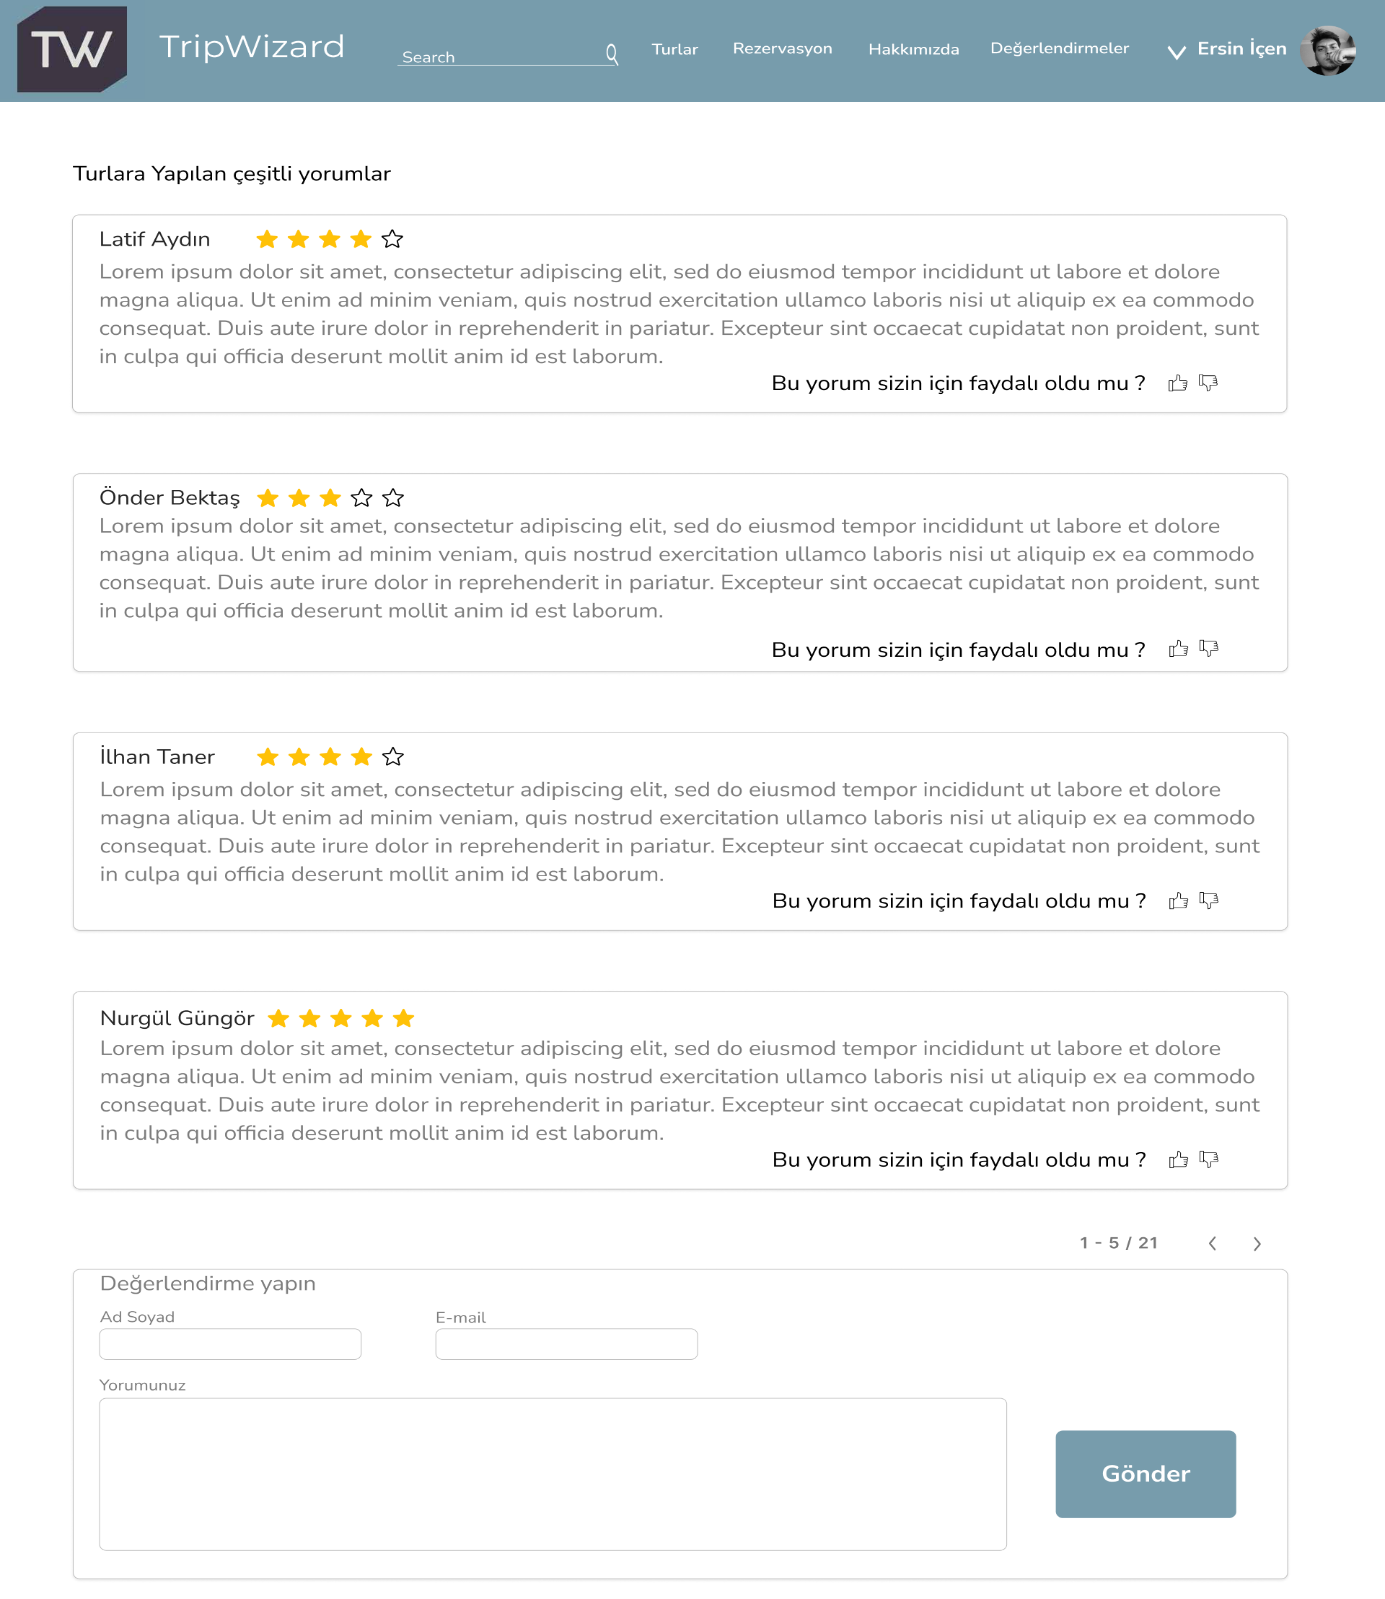 TW
TripWizard
Search
Turlar
Rezervasyon
Hakkımızda
Değerlendirmeler
Ersin İçen
Turlara Yapılan çeşitli yorumlar
Latif Aydın
Lorem ipsum dolor sit amet, consectetur adipiscing elit, sed do eiusmod tempor incididunt ut labore et dolore
magna aliqua. Ut enim ad minim veniam, quis nostrud exercitation ullamco laboris nisi ut aliquip ex ea commodo
consequat. Duis aute irure dolor in reprehenderit in pariatur. Excepteur sint occaecat cupidatat non proident, sunt
in culpa qui officia deserunt mollit anim id est laborum.
Bu yorum sizin için faydalı oldu mu ?
Önder Bektaş
Lorem ipsum dolor sit amet, consectetur adipiscing elit, sed do eiusmod tempor incididunt ut labore et dolore
magna aliqua. Ut enim ad minim veniam, quis nostrud exercitation ullamco laboris nisi ut aliquip ex ea commodo
consequat. Duis aute irure dolor in reprehenderit in pariatur. Excepteur sint occaecat cupidatat non proident, sunt
in culpa qui officia deserunt mollit anim id est laborum.
Bu yorum sizin için faydalı oldu mu ?
İlhan Taner
Lorem ipsum dolor sit amet, consectetur adipiscing elit, sed do eiusmod tempor incididunt ut labore et dolore
magna aliqua. Ut enim ad minim veniam, quis nostrud exercitation ullamco laboris nisi ut aliquip ex ea commodo
consequat. Duis aute irure dolor in reprehenderit in pariatur. Excepteur sint occaecat cupidatat non proident, sunt
in culpa qui officia deserunt mollit anim id est laborum.
Bu yorum sizin için faydalı oldu mu ?
Nurgül Güngör
Lorem ipsum dolor sit amet, consectetur adipiscing elit, sed do eiusmod tempor incididunt ut labore et dolore
magna aliqua. Ut enim ad minim veniam, quis nostrud exercitation ullamco laboris nisi ut aliquip ex ea commodo
consequat. Duis aute irure dolor in reprehenderit in pariatur. Excepteur sint occaecat cupidatat non proident, sunt
in culpa qui officia deserunt mollit anim id est laborum.
Bu yorum sizin için faydalı oldu mu ?
1 - 5 / 21
Değerlendirme yapın
Ad Soyad
E-mail
Yorumunuz
Gönder